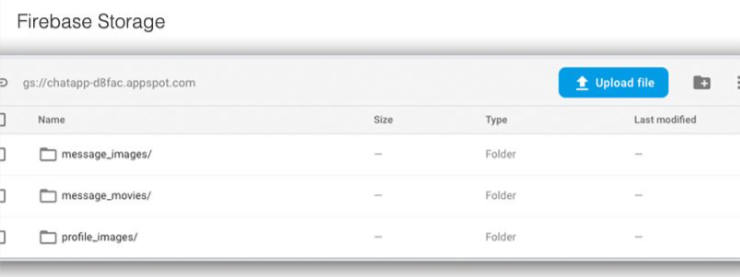 Firebase Storage
gs://chatapp-d8fac.appspot.com Upload file
Name Size Type Last modified
message_images/ – Folder –
message_movies/ – Folder –
profile_images/ – Folder –